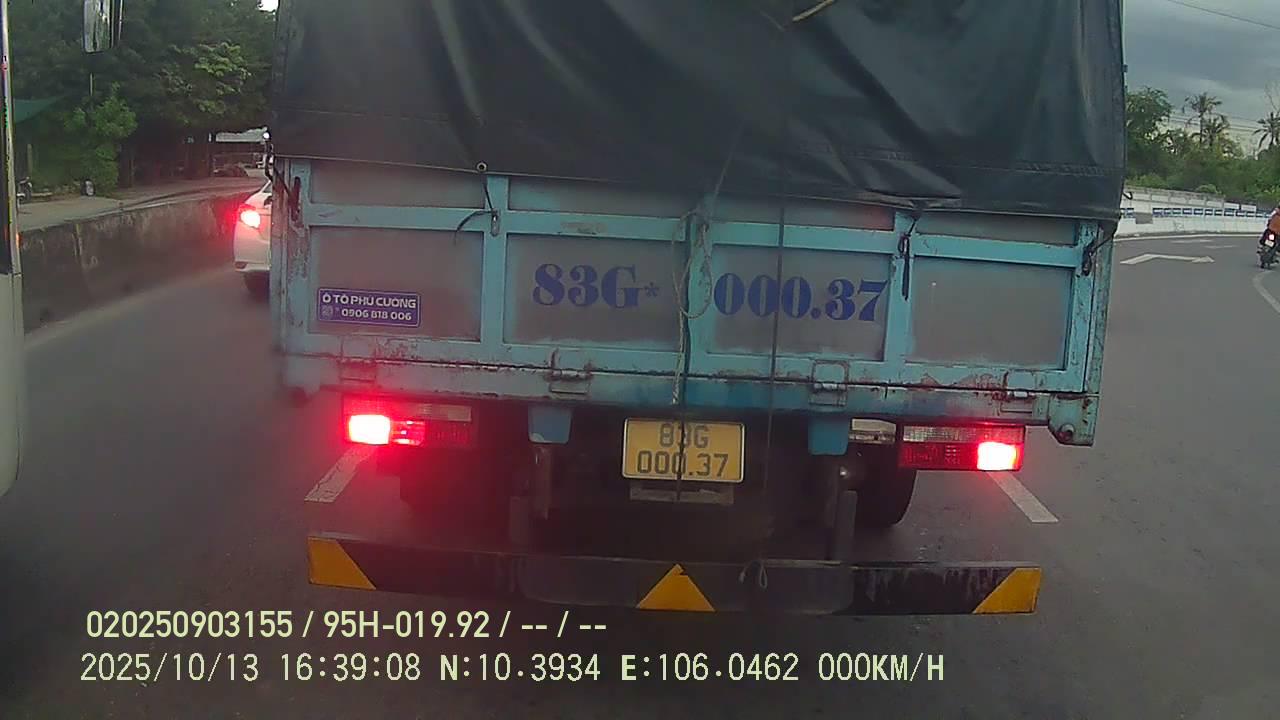 83G* 000.37
Ô TÔ PHÚ CƯỜNG
* 0906 818 006
83G
000.37
020250903155 / 95H-019.92 / -- / --
2025/10/13 16:39:08 N:10.3934 E:106.0462 000KM/H